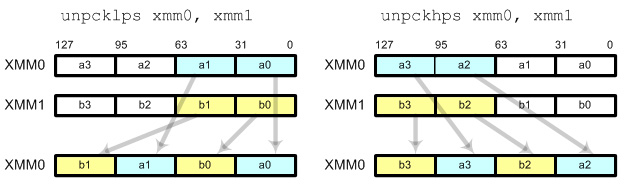 unpcklps xmm0, xmm1 unpckhps xmm0, xmm1
127 95 63 31 0 127 95 63 31 0
XMM0 a3 a2 a1 a0 XMM0 a3 a2 a1 a0
XMM1 b3 b2 b1 b0 XMM1 b3 b2 b1 b0
XMM0 b1 a1 b0 a0 XMM0 b3 a3 b2 a2